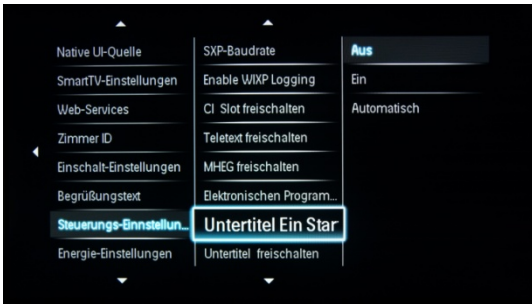 Native UI-Quelle
SmartTV-Einstellungen
Web-Services
Zimmer ID
Einschalt-Einstellungen
Begrüßungstext
Steuerungs-Einnstellun...
Energie-Einstellungen
SXP-Baudrate
Enable WIXP Logging
CI Slot freischalten
Teletext freischalten
MHEG freischalten
Elektronischen Program...
Untertitel Ein Star
Untertitel freischalten
Aus
Ein
Automatisch